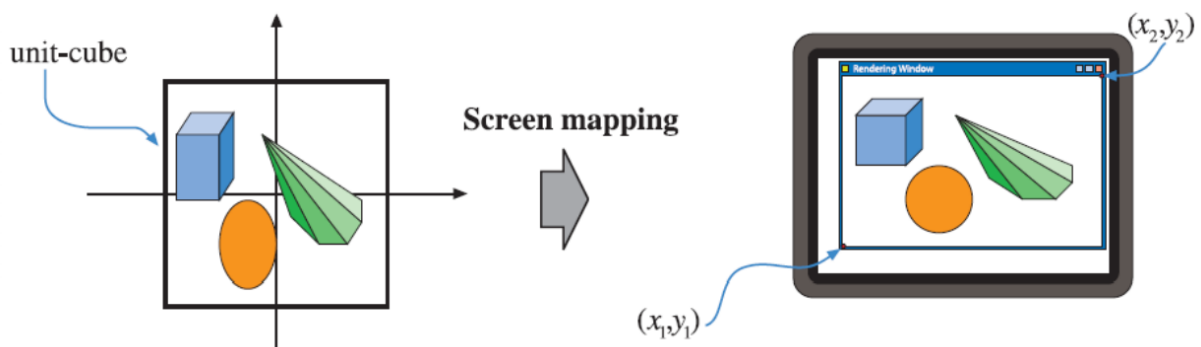 unit-cube
Screen mapping
(x₂,y₂)
Rendering Window
(x₁,y₁)